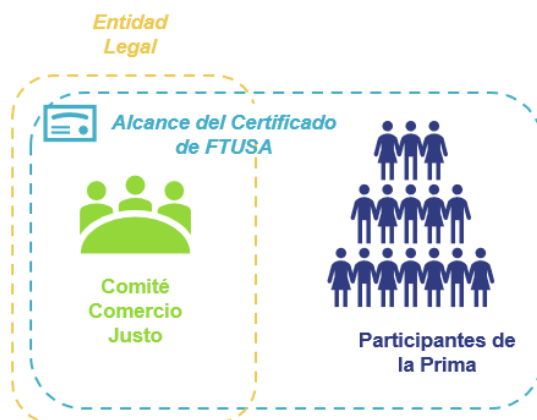 Entidad
Legal
Alcance del Certificado
de FTUSA
Comité
Comercio
Justo
Participantes de
la Prima